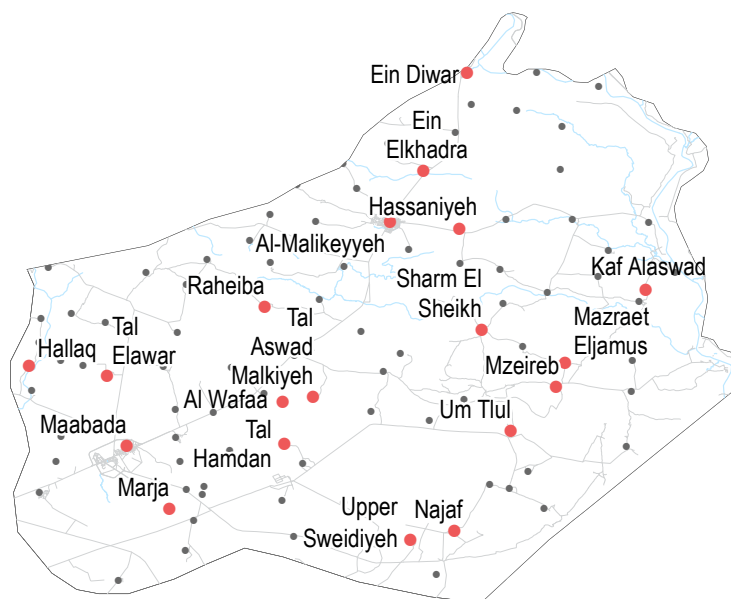 Ein Diwar
Ein
Elkhadra
Hassaniyeh
Al-Malikeyyeh
Sharm El
Sheikh
Kaf Alaswad
Raheiba
Tal
Aswad
Malkiyeh
Mazraet
Eljamus
Tal
Elawar
Hallaq
Mzeireb
Al Wafaa
Um Tlul
Maabada
Tal
Hamdan
Marja
Upper
Sweidiyeh
Najaf